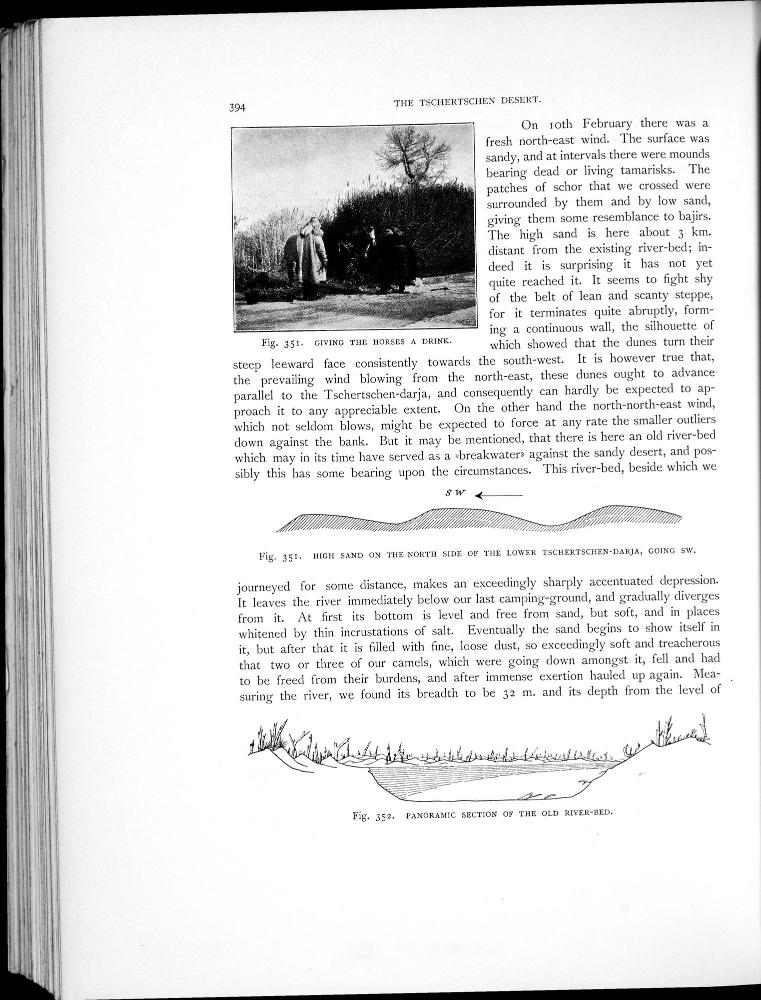 394
THE TSCHERTSCHEN DESERT.
On 10th February there was a
fresh north-east wind. The surface was
sandy, and at intervals there were mounds
bearing dead or living tamarisks. The
patches of schor that we crossed were
surrounded by them and by low sand,
giving them some resemblance to bajirs.
The high sand is here about 3 km.
distant from the existing river-bed; in-
deed it is surprising it has not yet
quite reached it. It seems to fight shy
of the belt of lean and scanty steppe,
for it terminates quite abruptly, form-
ing a continuous wall, the silhouette of
which showed that the dunes turn their
Fig. 351. GIVING THE HORSES A DRINK.
steep leeward face consistently towards the south-west. It is however true that,
the prevailing wind blowing from the north-east, these dunes ought to advance
parallel to the Tschertschen-darja, and consequently can hardly be expected to ap-
proach it to any appreciable extent. On the other hand the north-north-east wind,
which not seldom blows, might be expected to force at any rate the smaller outliers
down against the bank. But it may be mentioned, that there is here an old river-bed
which may in its time have served as a »breakwater» against the sandy desert, and pos-
sibly this has some bearing upon the circumstances. This river-bed, beside which we
SW
Fig. 351. HIGH SAND ON THE NORTH SIDE OF THE LOWER TSCHERTSCHEN-DARJA, GOING SW.
journeyed for some distance, makes an exceedingly sharply accentuated depression.
It leaves the river immediately below our last camping-ground, and gradually diverges
from it. At first its bottom is level and free from sand, but soft, and in places
whitened by thin incrustations of salt. Eventually the sand begins to show itself in
it, but after that it is filled with fine, loose dust, so exceedingly soft and treacherous
that two or three of our camels, which were going down amongst it, fell and had
to be freed from their burdens, and after immense exertion hauled up again. Mea-
suring the river, we found its breadth to be 32 m. and its depth from the level of
Fig. 352. PANORAMIC SECTION OF THE OLD RIVER-BED.